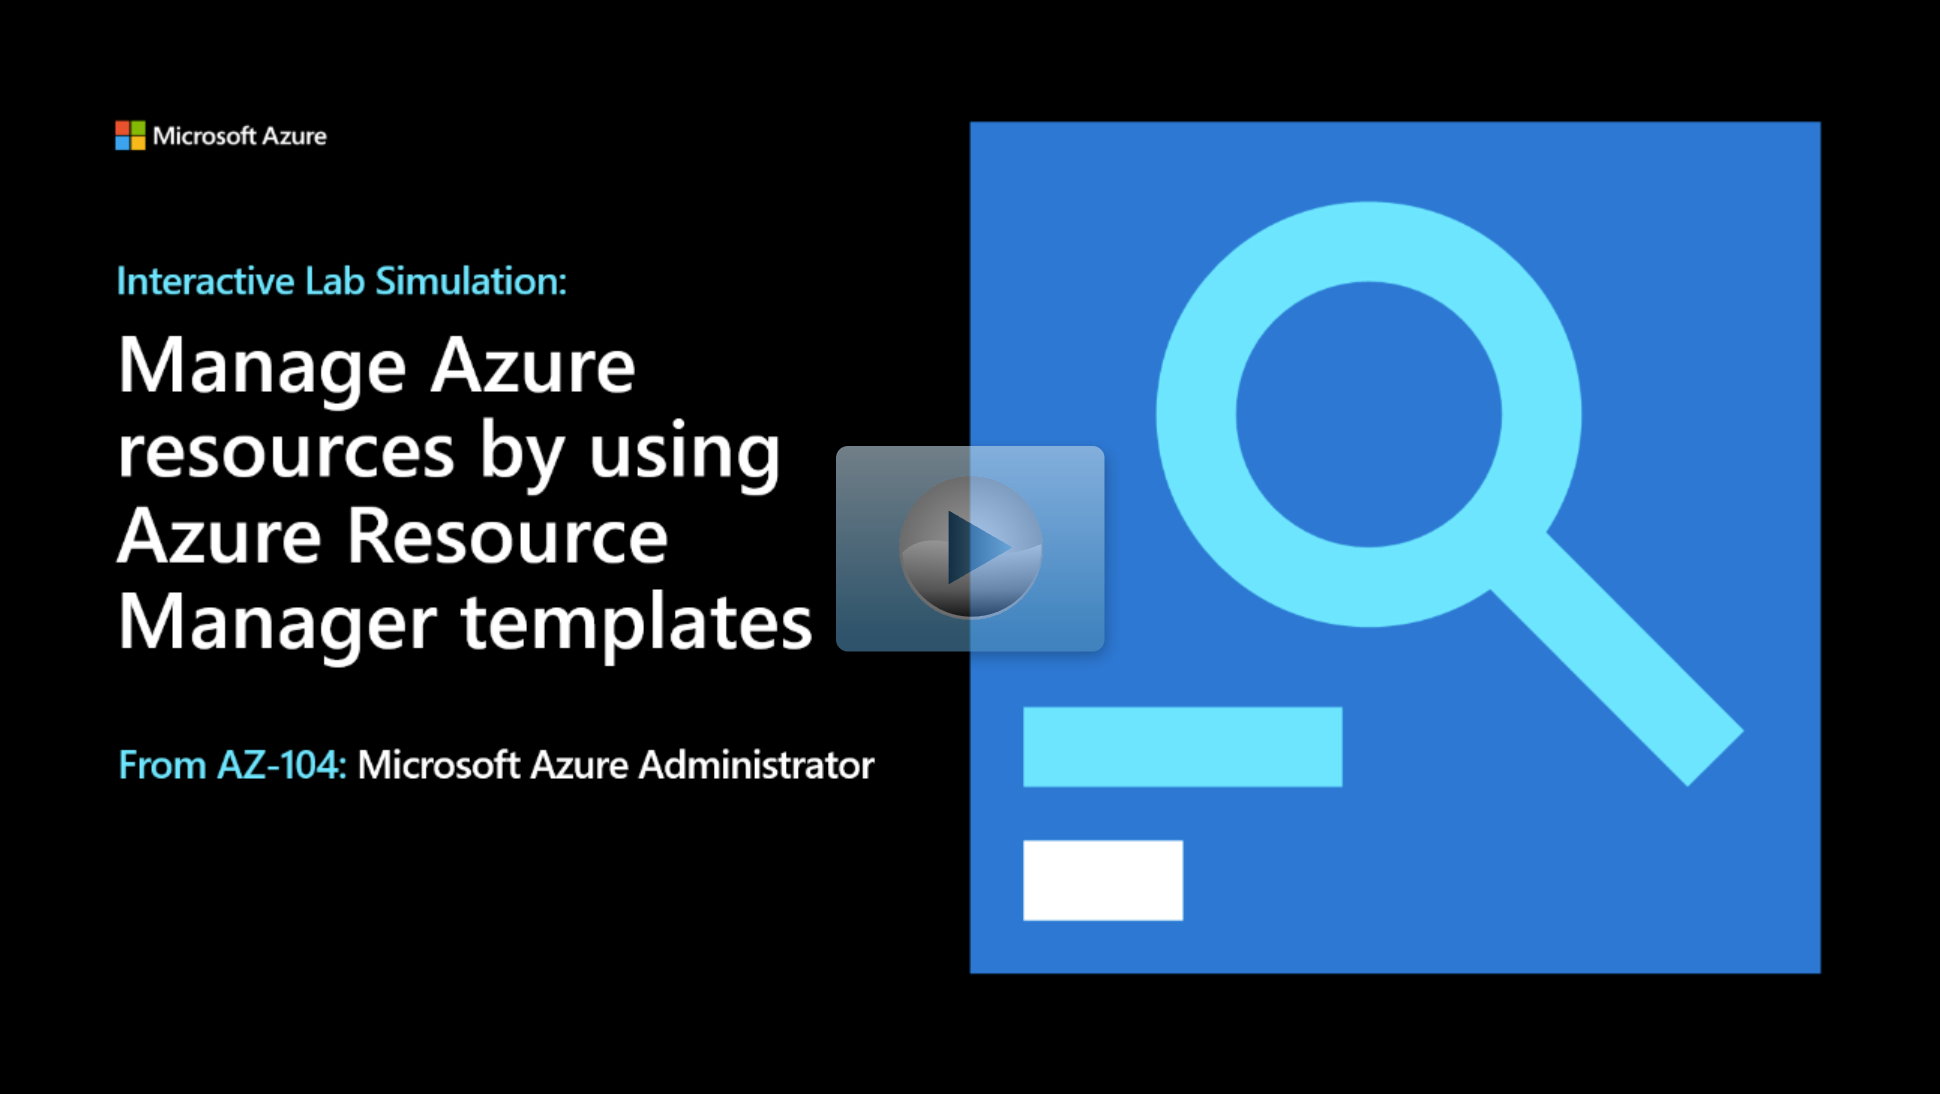 Microsoft Azure
Interactive Lab Simulation:
Manage Azure
resources by using
Azure Resource
Manager templates
From AZ-104: Microsoft Azure Administrator